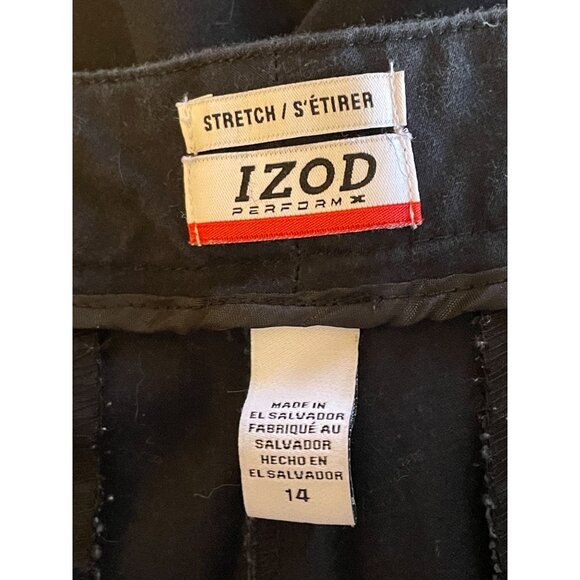 STRETCH / S'ÉTIRER
IZOD
PERFORM X
MADE IN
EL SALVADOR
FABRIQUÉ AU
SALVADOR
HECHO EN
EL SALVADOR
14